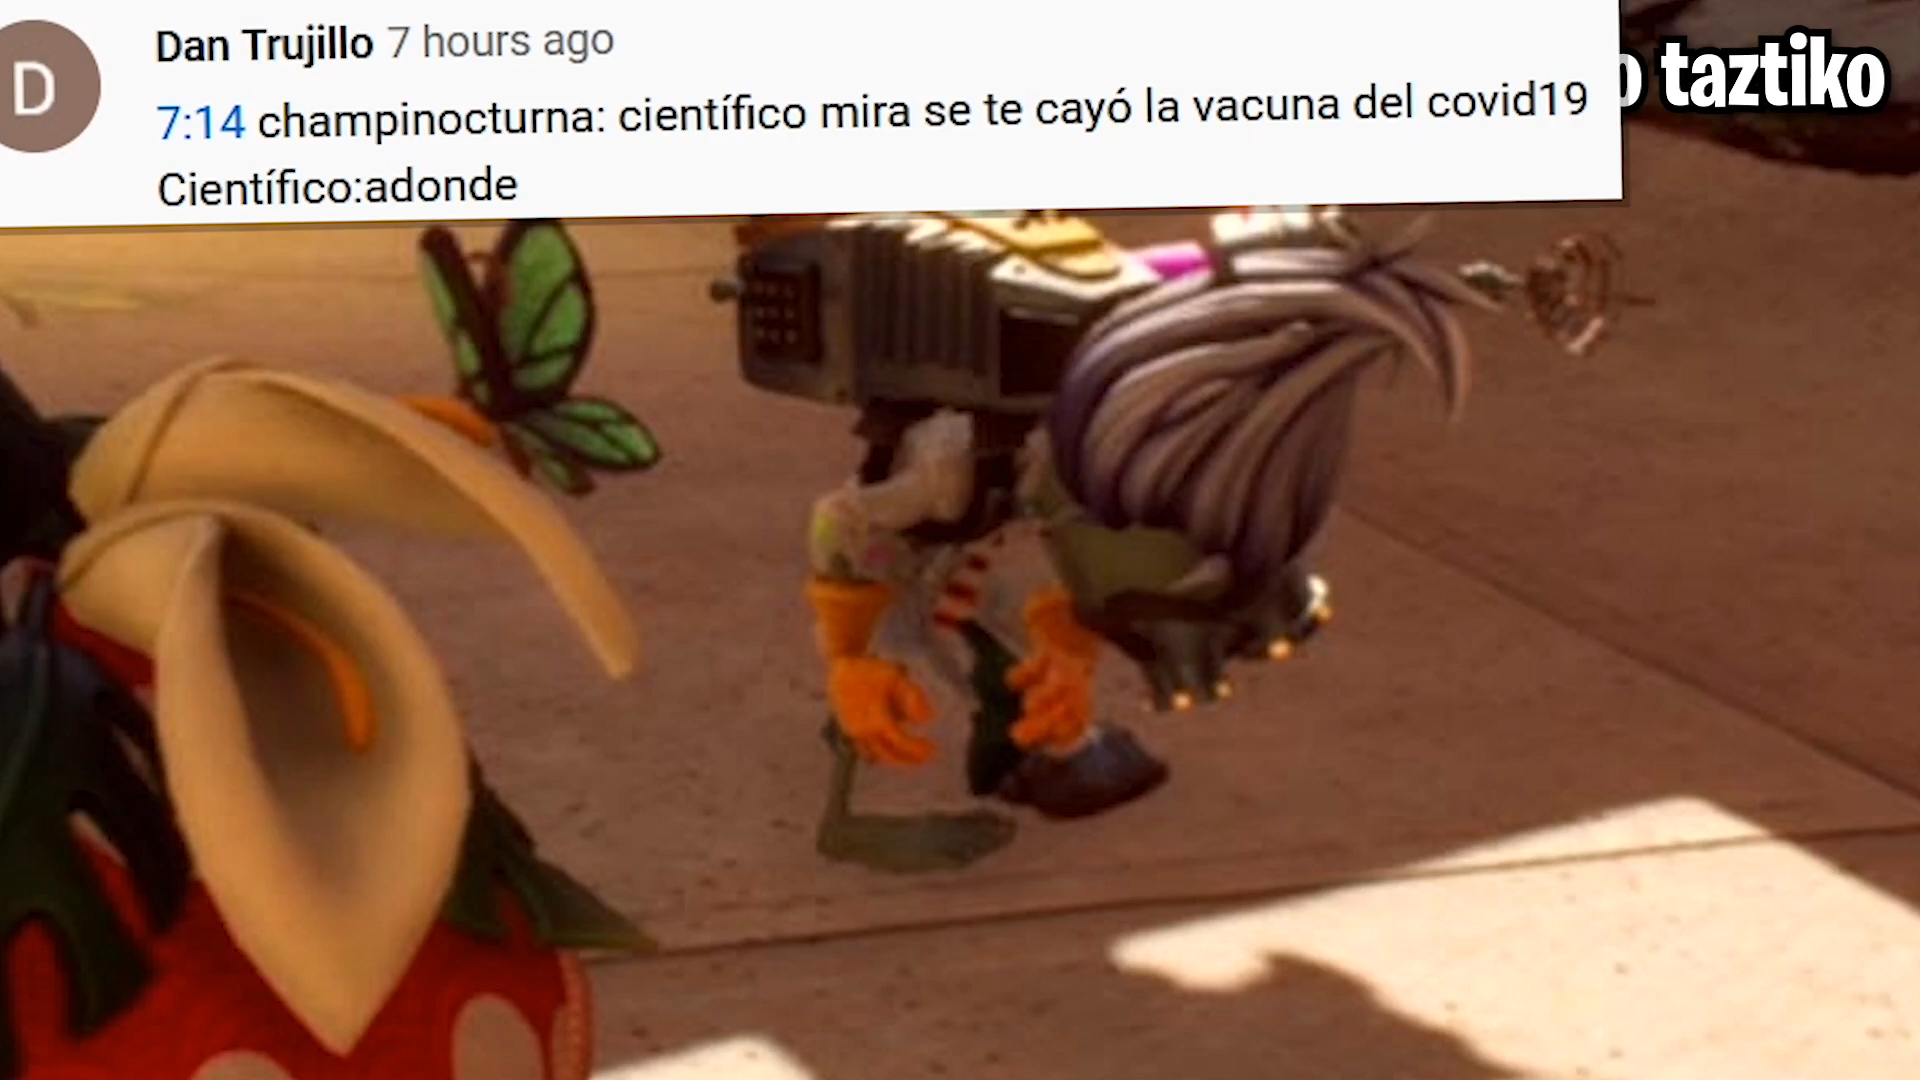 D
Dan Trujillo 7 hours ago
taztiko
7:14 champinocturna: científico mira se te cayó la vacuna del covid19
Científico:adonde